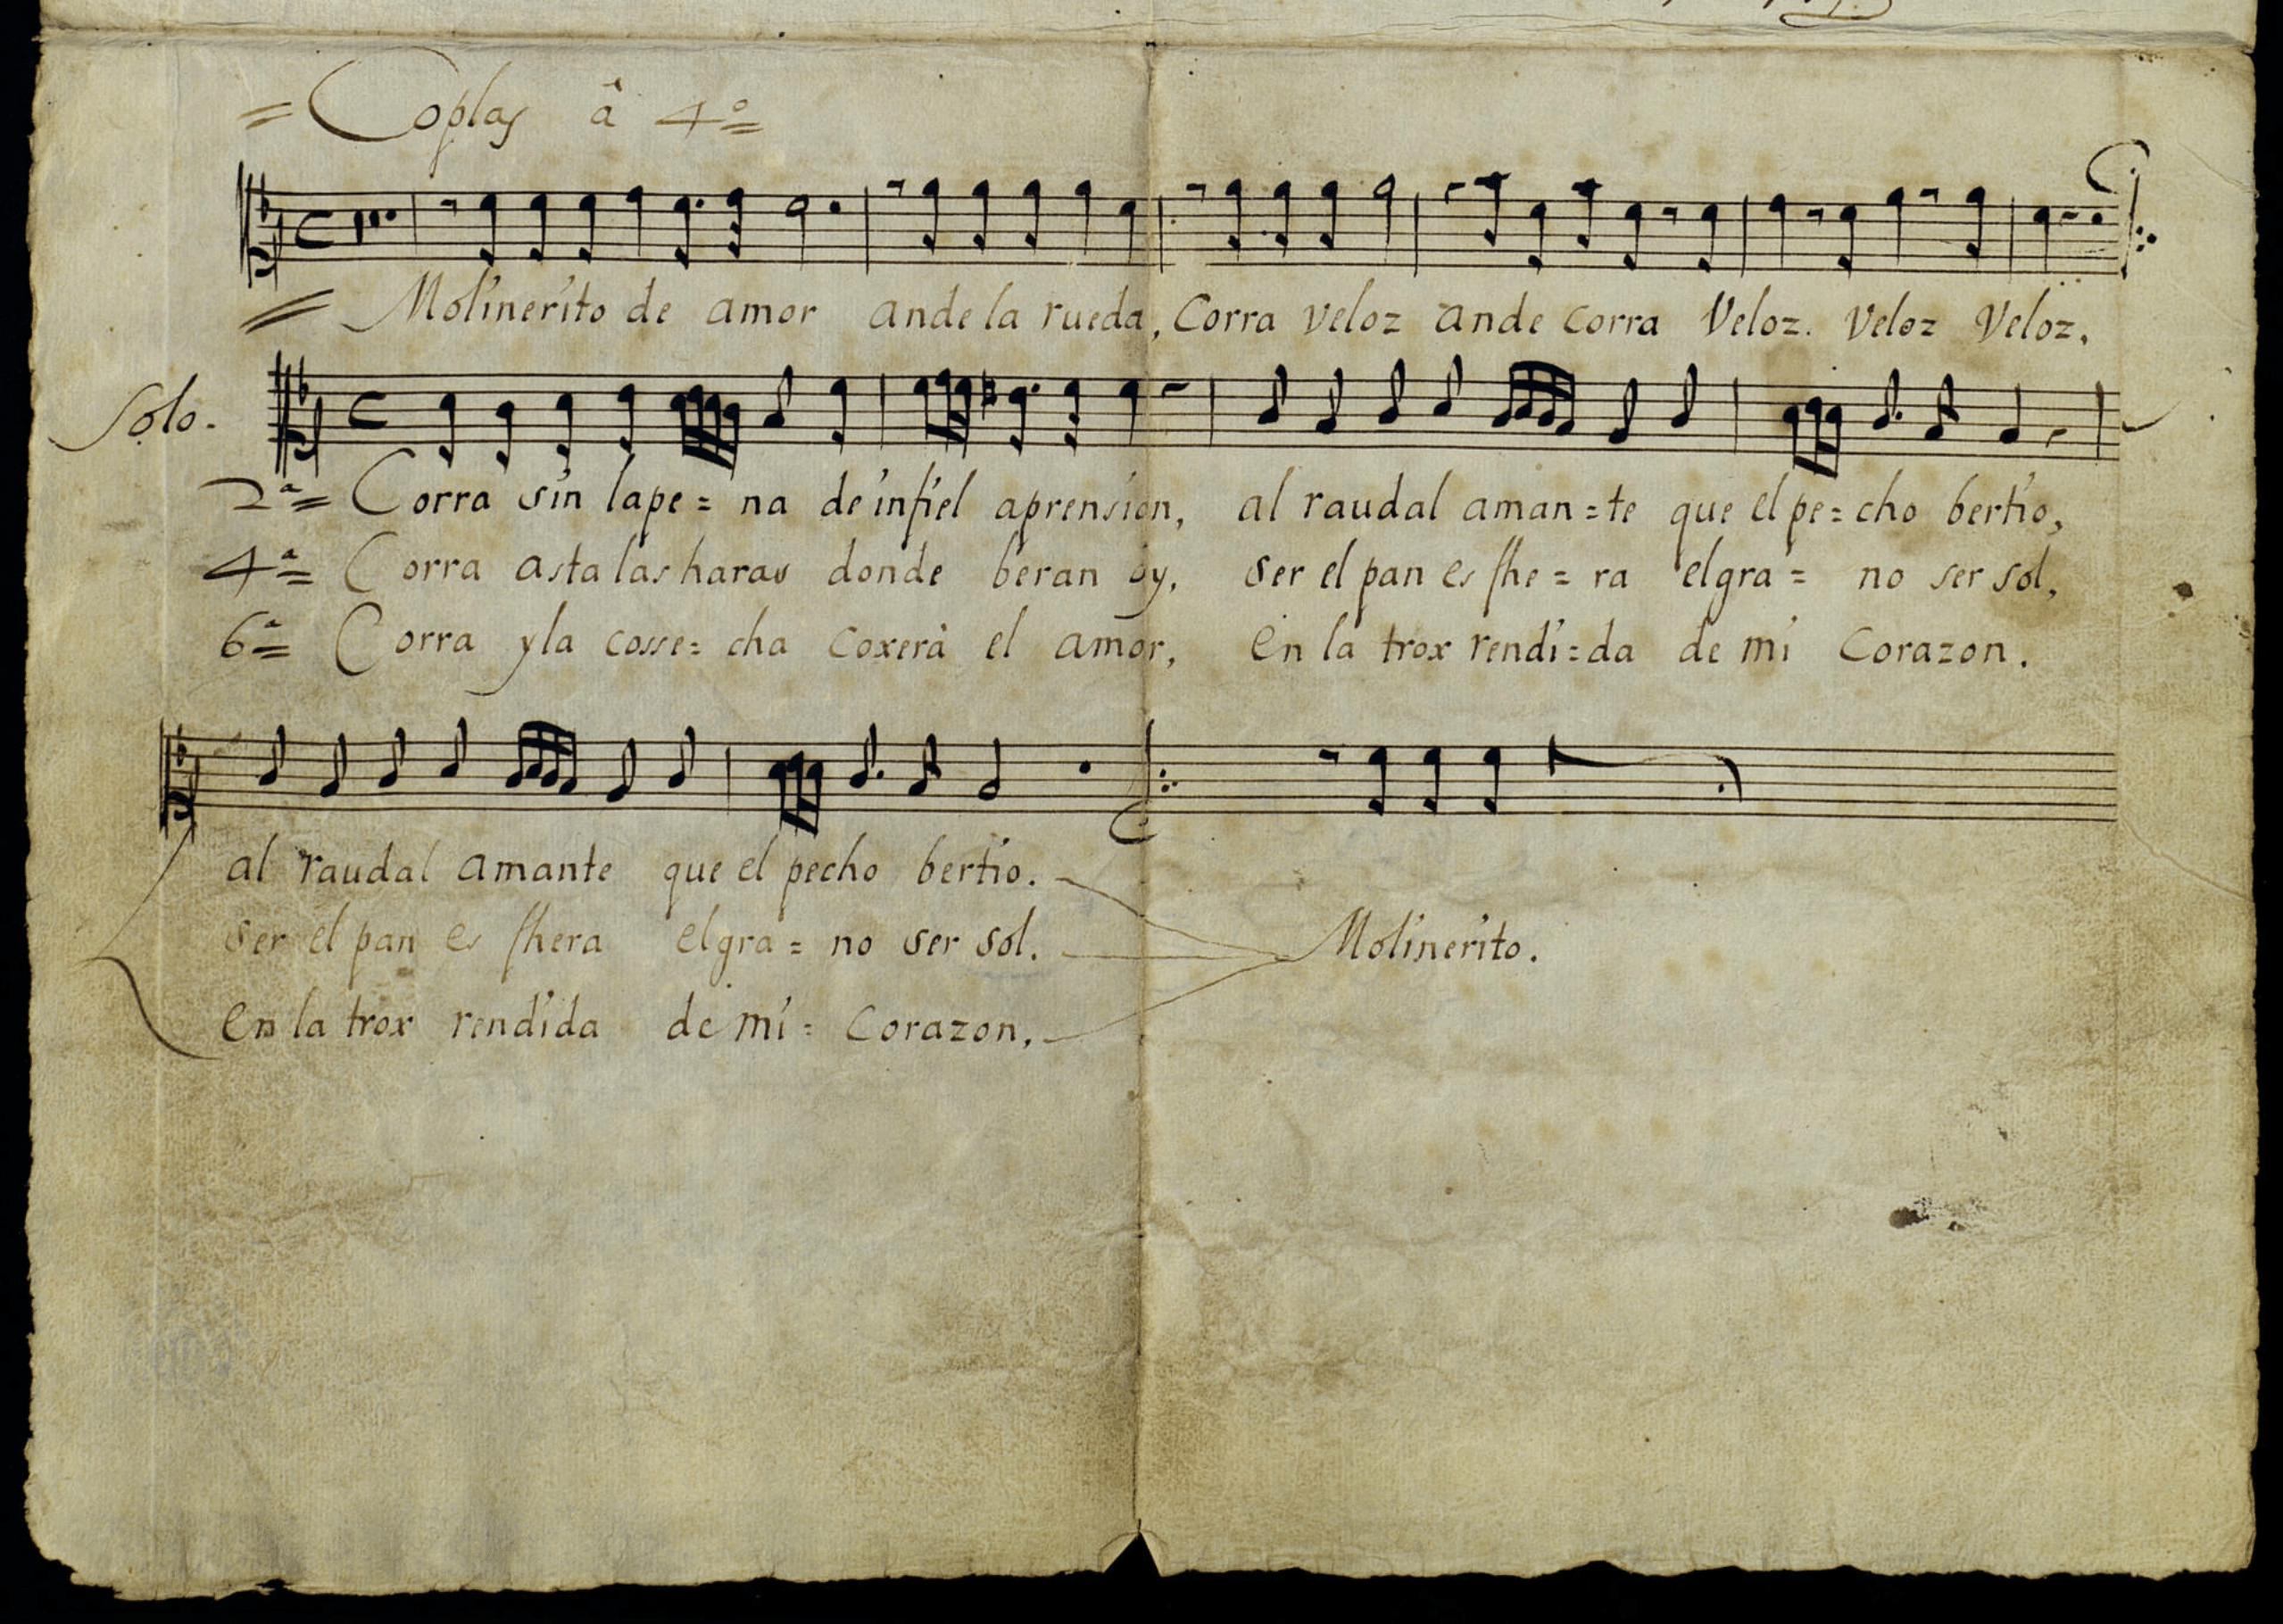 = Coplas â 4º =
= Molinerito de amor ande la rueda, Corra veloz ande corra Veloz. Veloz Veloz.
Solo.
2ª = Corra sin lape = na de infiel aprension, al raudal aman = te que el pe = cho bertio,
4ª = Corra asta las haras donde beran oy, ser el pan es fhe = ra el gra = no ser sol,
6ª = Corra y la cosse = cha coxerà el amor, en la trox rendi = da de mi Corazon.
al raudal amante que el pecho bertio.
ser el pan es fhera el gra = no ser sol. Molinerito.
en la trox rendida de mi = Corazon.